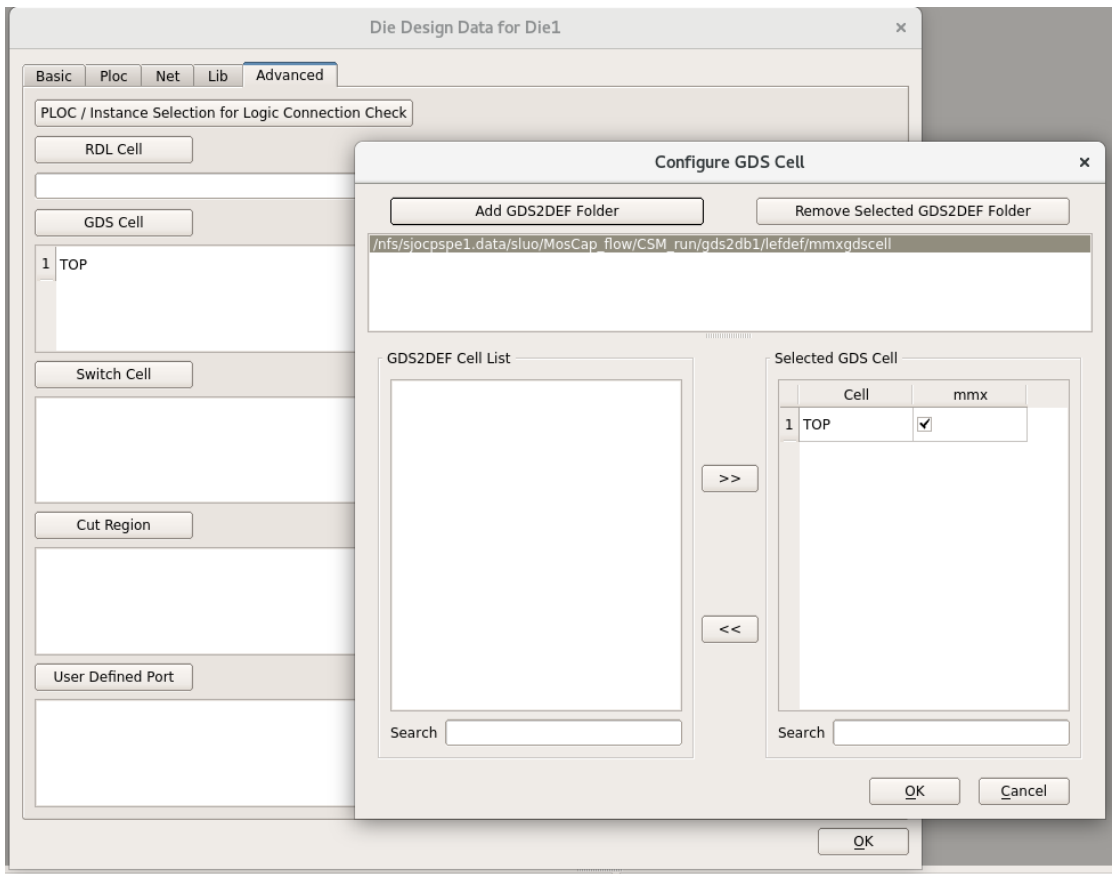 Die Design Data for Die1
×
Basic Ploc Net Lib Advanced
PLOC / Instance Selection for Logic Connection Check
RDL Cell
GDS Cell
1 TOP
Switch Cell
Cut Region
User Defined Port
OK
Configure GDS Cell
×
Add GDS2DEF Folder Remove Selected GDS2DEF Folder
/nfs/sjocpspe1.data/sluo/MosCap_flow/CSM_run/gds2db1/lefdef/mmxgdscell
GDS2DEF Cell List
Selected GDS Cell
Cell mmx
1 TOP
>>
<<
Search
Search
OK Cancel